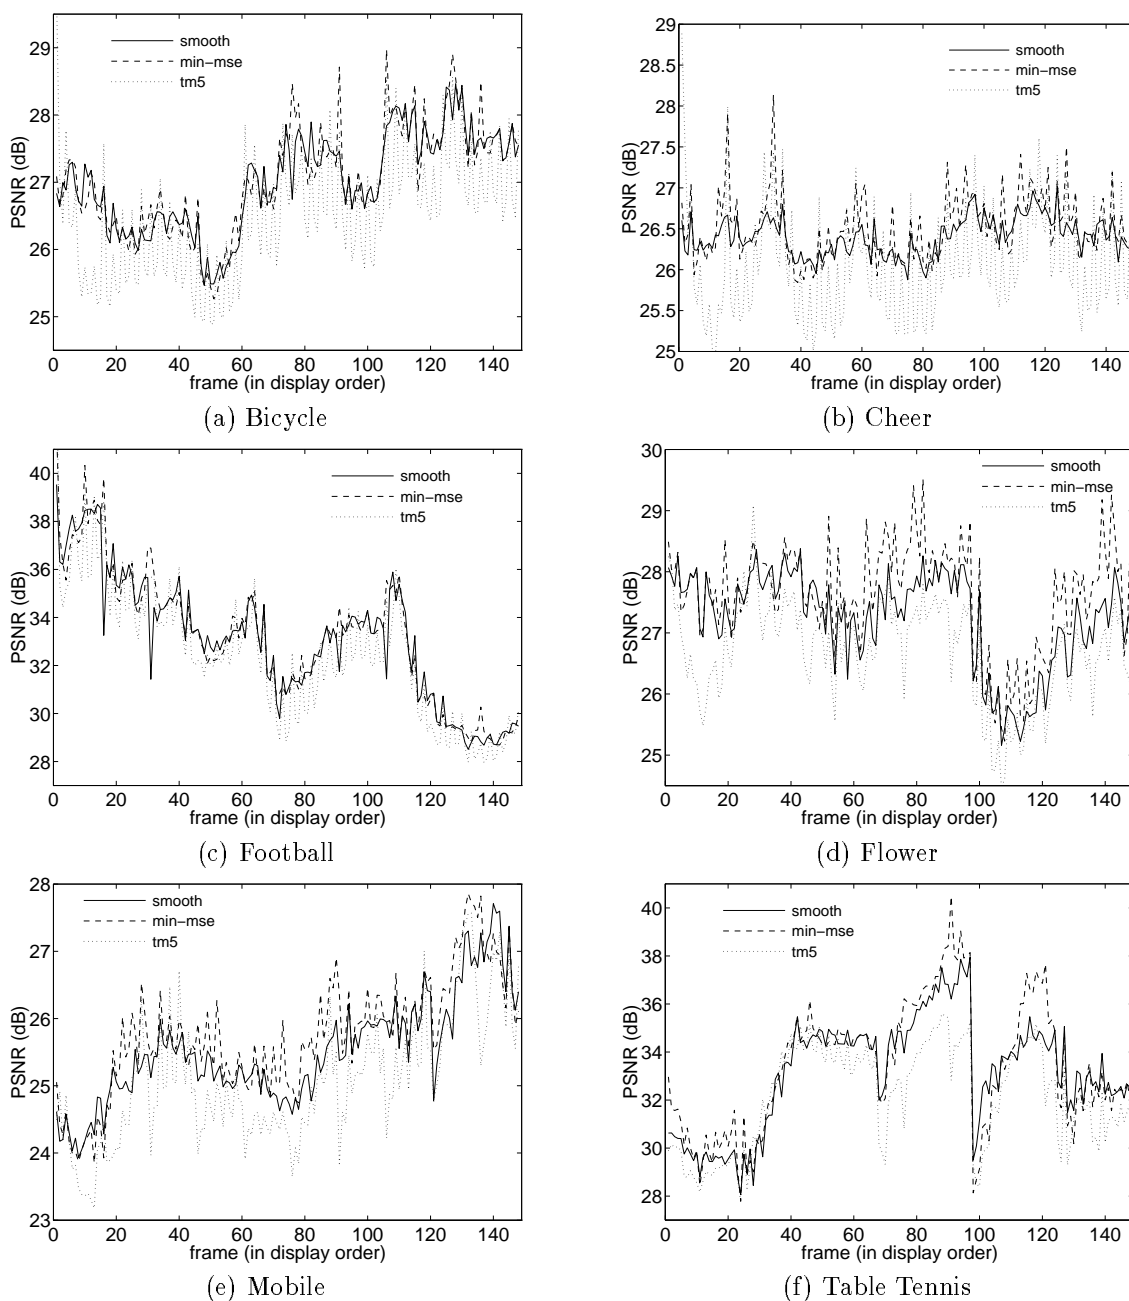 29
28
27
26
25
0 20 40 60 80 100 120 140
PSNR (dB)
frame (in display order)
smooth
min-mse
tm5
(a) Bicycle
29
28.5
28
27.5
27
26.5
26
25.5
25
0 20 40 60 80 100 120 140
PSNR (dB)
frame (in display order)
smooth
min-mse
tm5
(b) Cheer
40
38
36
34
32
30
28
0 20 40 60 80 100 120 140
PSNR (dB)
frame (in display order)
smooth
min-mse
tm5
(c) Football
30
29
28
27
26
25
0 20 40 60 80 100 120 140
PSNR (dB)
frame (in display order)
smooth
min-mse
tm5
(d) Flower
28
27
26
25
24
23
0 20 40 60 80 100 120 140
PSNR (dB)
frame (in display order)
smooth
min-mse
tm5
(e) Mobile
40
38
36
34
32
30
28
0 20 40 60 80 100 120 140
PSNR (dB)
frame (in display order)
smooth
min-mse
tm5
(f) Table Tennis